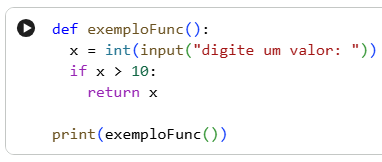 def exemploFunc():
  x = int(input("digite um valor: "))
  if x > 10:
    return x

print(exemploFunc())